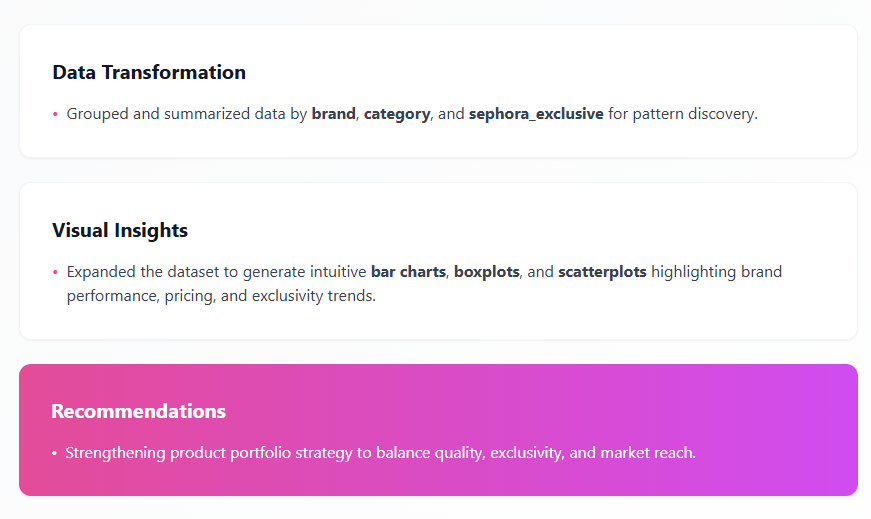 Data Transformation
• Grouped and summarized data by brand, category, and sephora_exclusive for pattern discovery.
Visual Insights
• Expanded the dataset to generate intuitive bar charts, boxplots, and scatterplots highlighting brand
performance, pricing, and exclusivity trends.
Recommendations
• Strengthening product portfolio strategy to balance quality, exclusivity, and market reach.